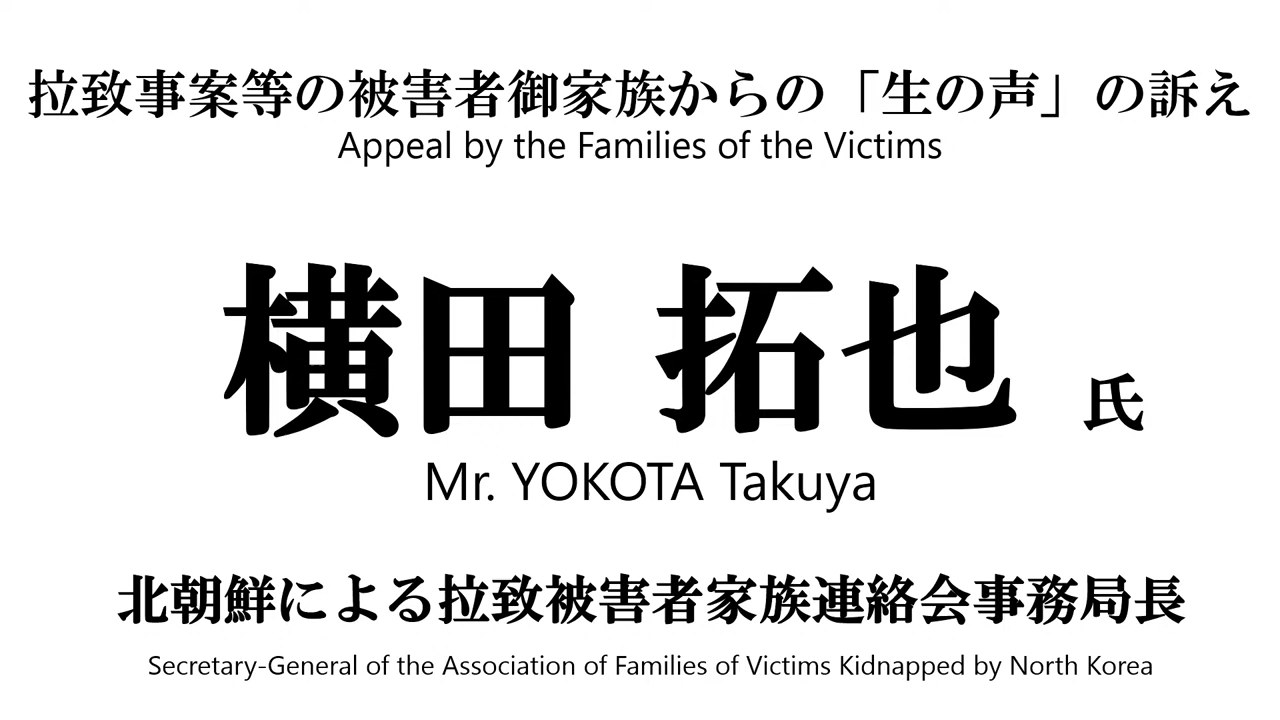 拉致事案等の被害者御家族からの「生の声」の訴え
Appeal by the Families of the Victims
横田 拓也 氏
Mr. YOKOTA Takuya
北朝鮮による拉致被害者家族連絡会事務局長
Secretary-General of the Association of Families of Victims Kidnapped by North Korea